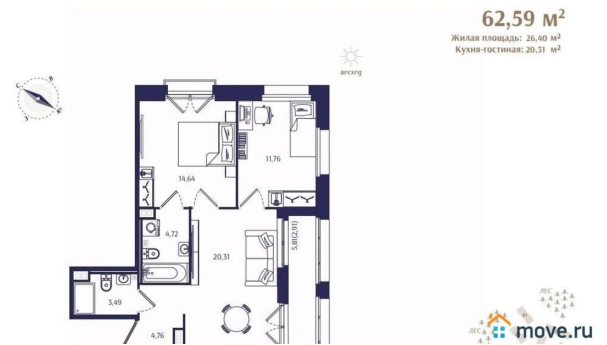 62,59 м²
Жилая площадь: 26,40 м²
Кухня-гостиная: 20,31 м²
восход
С
В
Ю
14,64
11,76
4,72
20,31
5,81(2,91)
3,49
4,76
ЛЕС
ЛЕС
move.ru